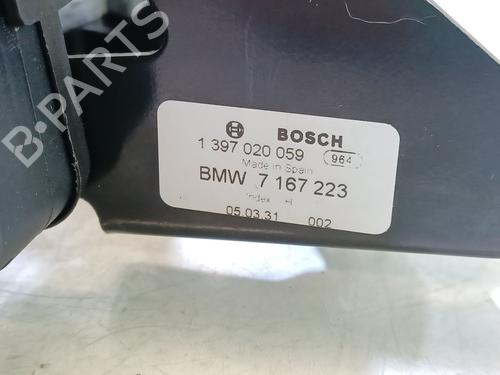 B-PARTS
BOSCH
1 397 020 059 964
Made in Spain
BMW 7 167 223
Index H
05.03.31 002